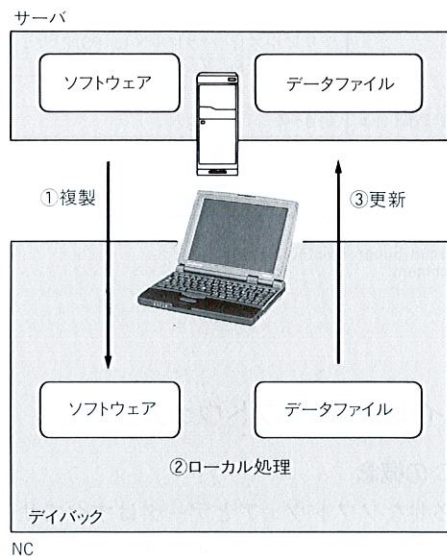 サーバ
ソフトウェア
データファイル
①複製
③更新
ソフトウェア
データファイル
②ローカル処理
デイバック
NC